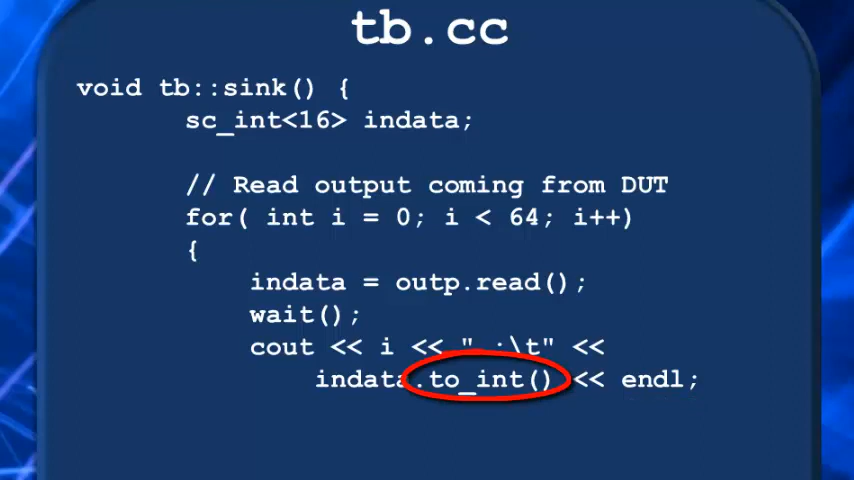 tb.cc
void tb::sink() {
sc_int<16> indata;
// Read output coming from DUT
for( int i = 0; i < 64; i++)
{
indata = outp.read();
wait();
cout << i << " :\t" <<
indata.to_int() << endl;